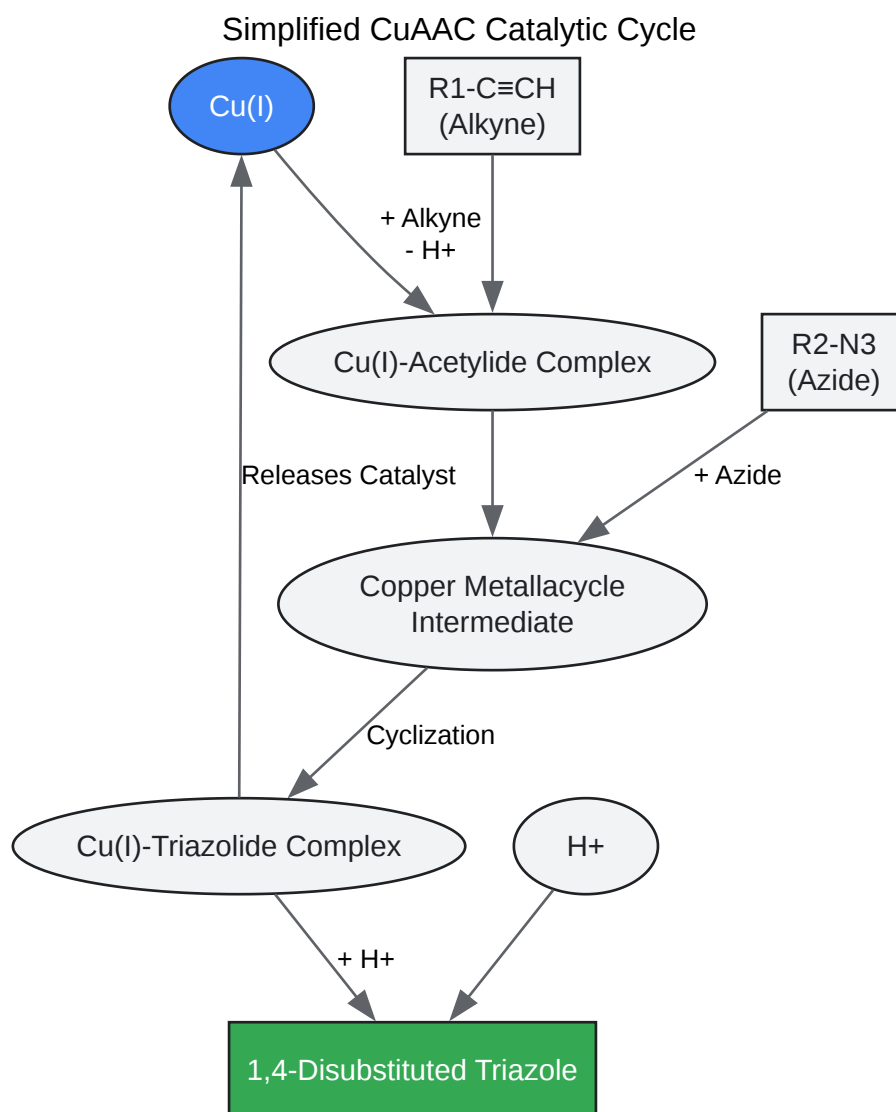 Simplified CuAAC Catalytic Cycle
Cu(I)
R1-C≡CH
(Alkyne)
+ Alkyne
- H+
Cu(I)-Acetylide Complex
R2-N3
(Azide)
Releases Catalyst
+ Azide
Copper Metallacycle
Intermediate
Cyclization
Cu(I)-Triazolide Complex
H+
+ H+
1,4-Disubstituted Triazole